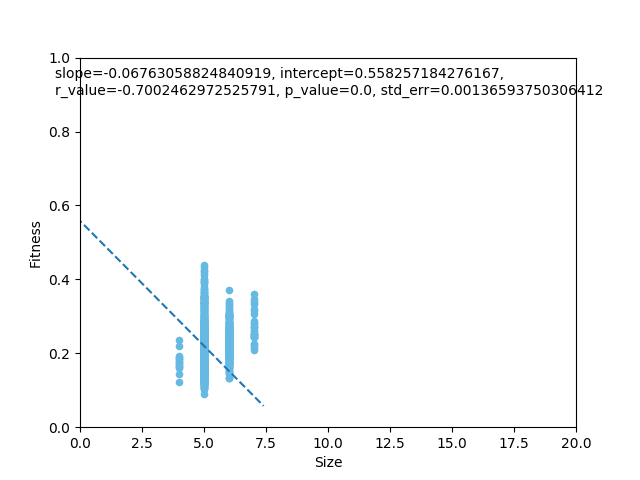 slope=-0.06763058824840919, intercept=0.558257184276167,
r_value=-0.7002462972525791, p_value=0.0, std_err=0.00136593750306412
1.0
0.8
0.6
0.4
0.2
0.0
Fitness
0.0 2.5 5.0 7.5 10.0 12.5 15.0 17.5 20.0
Size